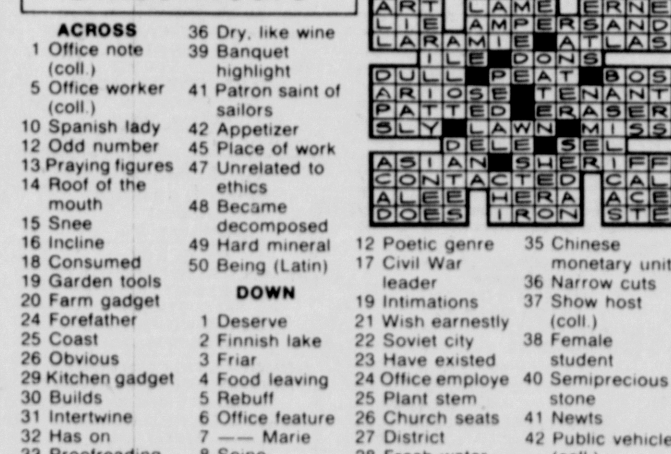 ACROSS
1 Office note
(coll.)
5 Office worker
(coll.)
10 Spanish lady
12 Odd number
13 Praying figures
14 Roof of the
mouth
15 Snee
16 Incline
18 Consumed
19 Garden tools
20 Farm gadget
24 Forefather
25 Coast
26 Obvious
29 Kitchen gadget
30 Builds
31 Intertwine
32 Has on
33 Proofreading
36 Dry, like wine
39 Banquet
highlight
41 Patron saint of
sailors
42 Appetizer
45 Place of work
47 Unrelated to
ethics
48 Became
decomposed
49 Hard mineral
50 Being (Latin)
DOWN
1 Deserve
2 Finnish lake
3 Friar
4 Food leaving
5 Rebuff
6 Office feature
7 —— Marie
8 Seine
ART LAME ERNE
LIE AMPERSAND
LARAMIE ATLAS
ILE DONS
DULL PEAT BOS
ARIOSE TENANT
PATTED ERASER
SLY LAWN MISS
DELE SEL
ASIAN SHERIFF
CONTACTED CAL
ALEE HERA ACE
DOES IRON STE
12 Poetic genre
17 Civil War
leader
19 Intimations
21 Wish earnestly
22 Soviet city
23 Have existed
24 Office employe
25 Plant stem
26 Church seats
27 District
28 Fresh-water
35 Chinese
monetary unit
36 Narrow cuts
37 Show host
(coll.)
38 Female
student
40 Semiprecious
stone
41 Newts
42 Public vehicle
(coll.)